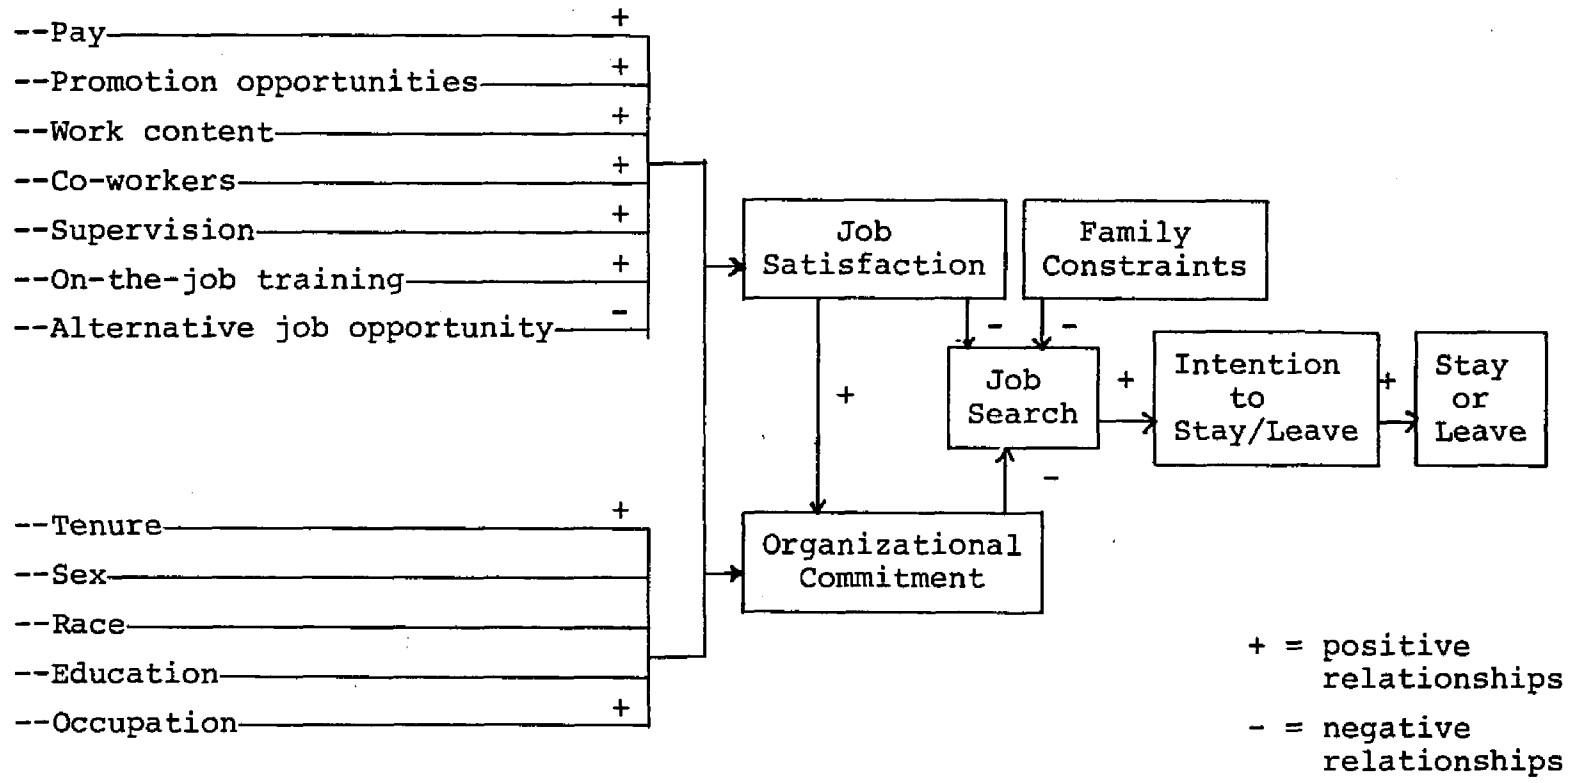 --Pay +
--Promotion opportunities +
--Work content +
--Co-workers +
--Supervision +
--On-the-job training +
--Alternative job opportunity -
Job
Satisfaction
Family
Constraints
- -
Job
Search
+
Intention
to
Stay/Leave
+
Stay
or
Leave
+
-
Organizational
Commitment
--Tenure +
--Sex
--Race
--Education
--Occupation +
+ = positive
relationships
- = negative
relationships